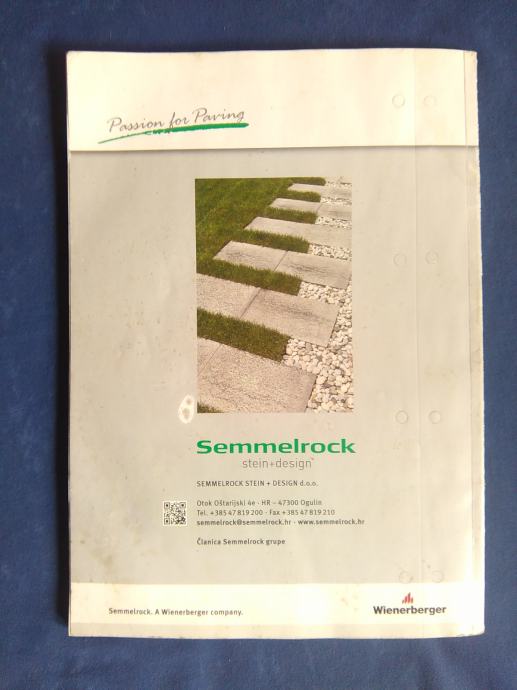 Passion for Paving
Semmelrock
stein+design™
SEMMELROCK STEIN + DESIGN d.o.o.
Otok Oštarijski 4e · HR – 47300 Ogulin
Tel. +385 47 819 200 · Fax +385 47 819 210
semmelrock@semmelrock.hr · www.semmelrock.hr
Članica Semmelrock grupe
Semmelrock. A Wienerberger company.
Wienerberger